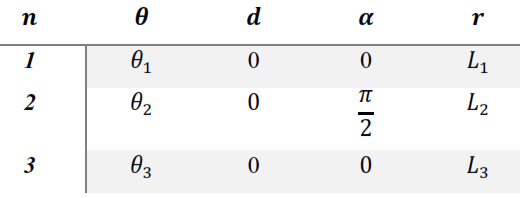 n θ d α r
1 θ₁ 0 0 L₁
2 θ₂ 0 π/2 L₂
3 θ₃ 0 0 L₃